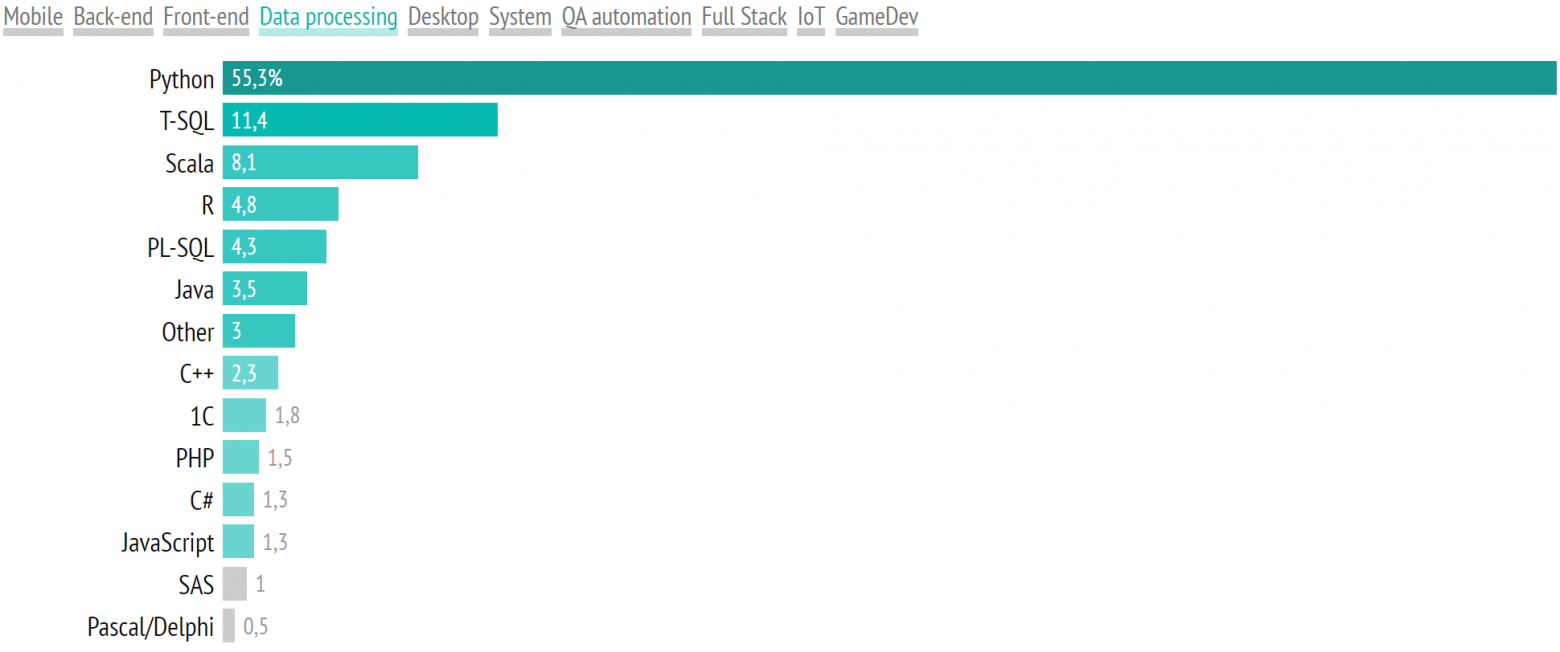 Mobile Back-end Front-end Data processing Desktop System QA automation Full Stack IoT GameDev
Python 55,3%
T-SQL 11,4
Scala 8,1
R 4,8
PL-SQL 4,3
Java 3,5
Other 3
C++ 2,3
1C 1,8
PHP 1,5
C# 1,3
JavaScript 1,3
SAS 1
Pascal/Delphi 0,5